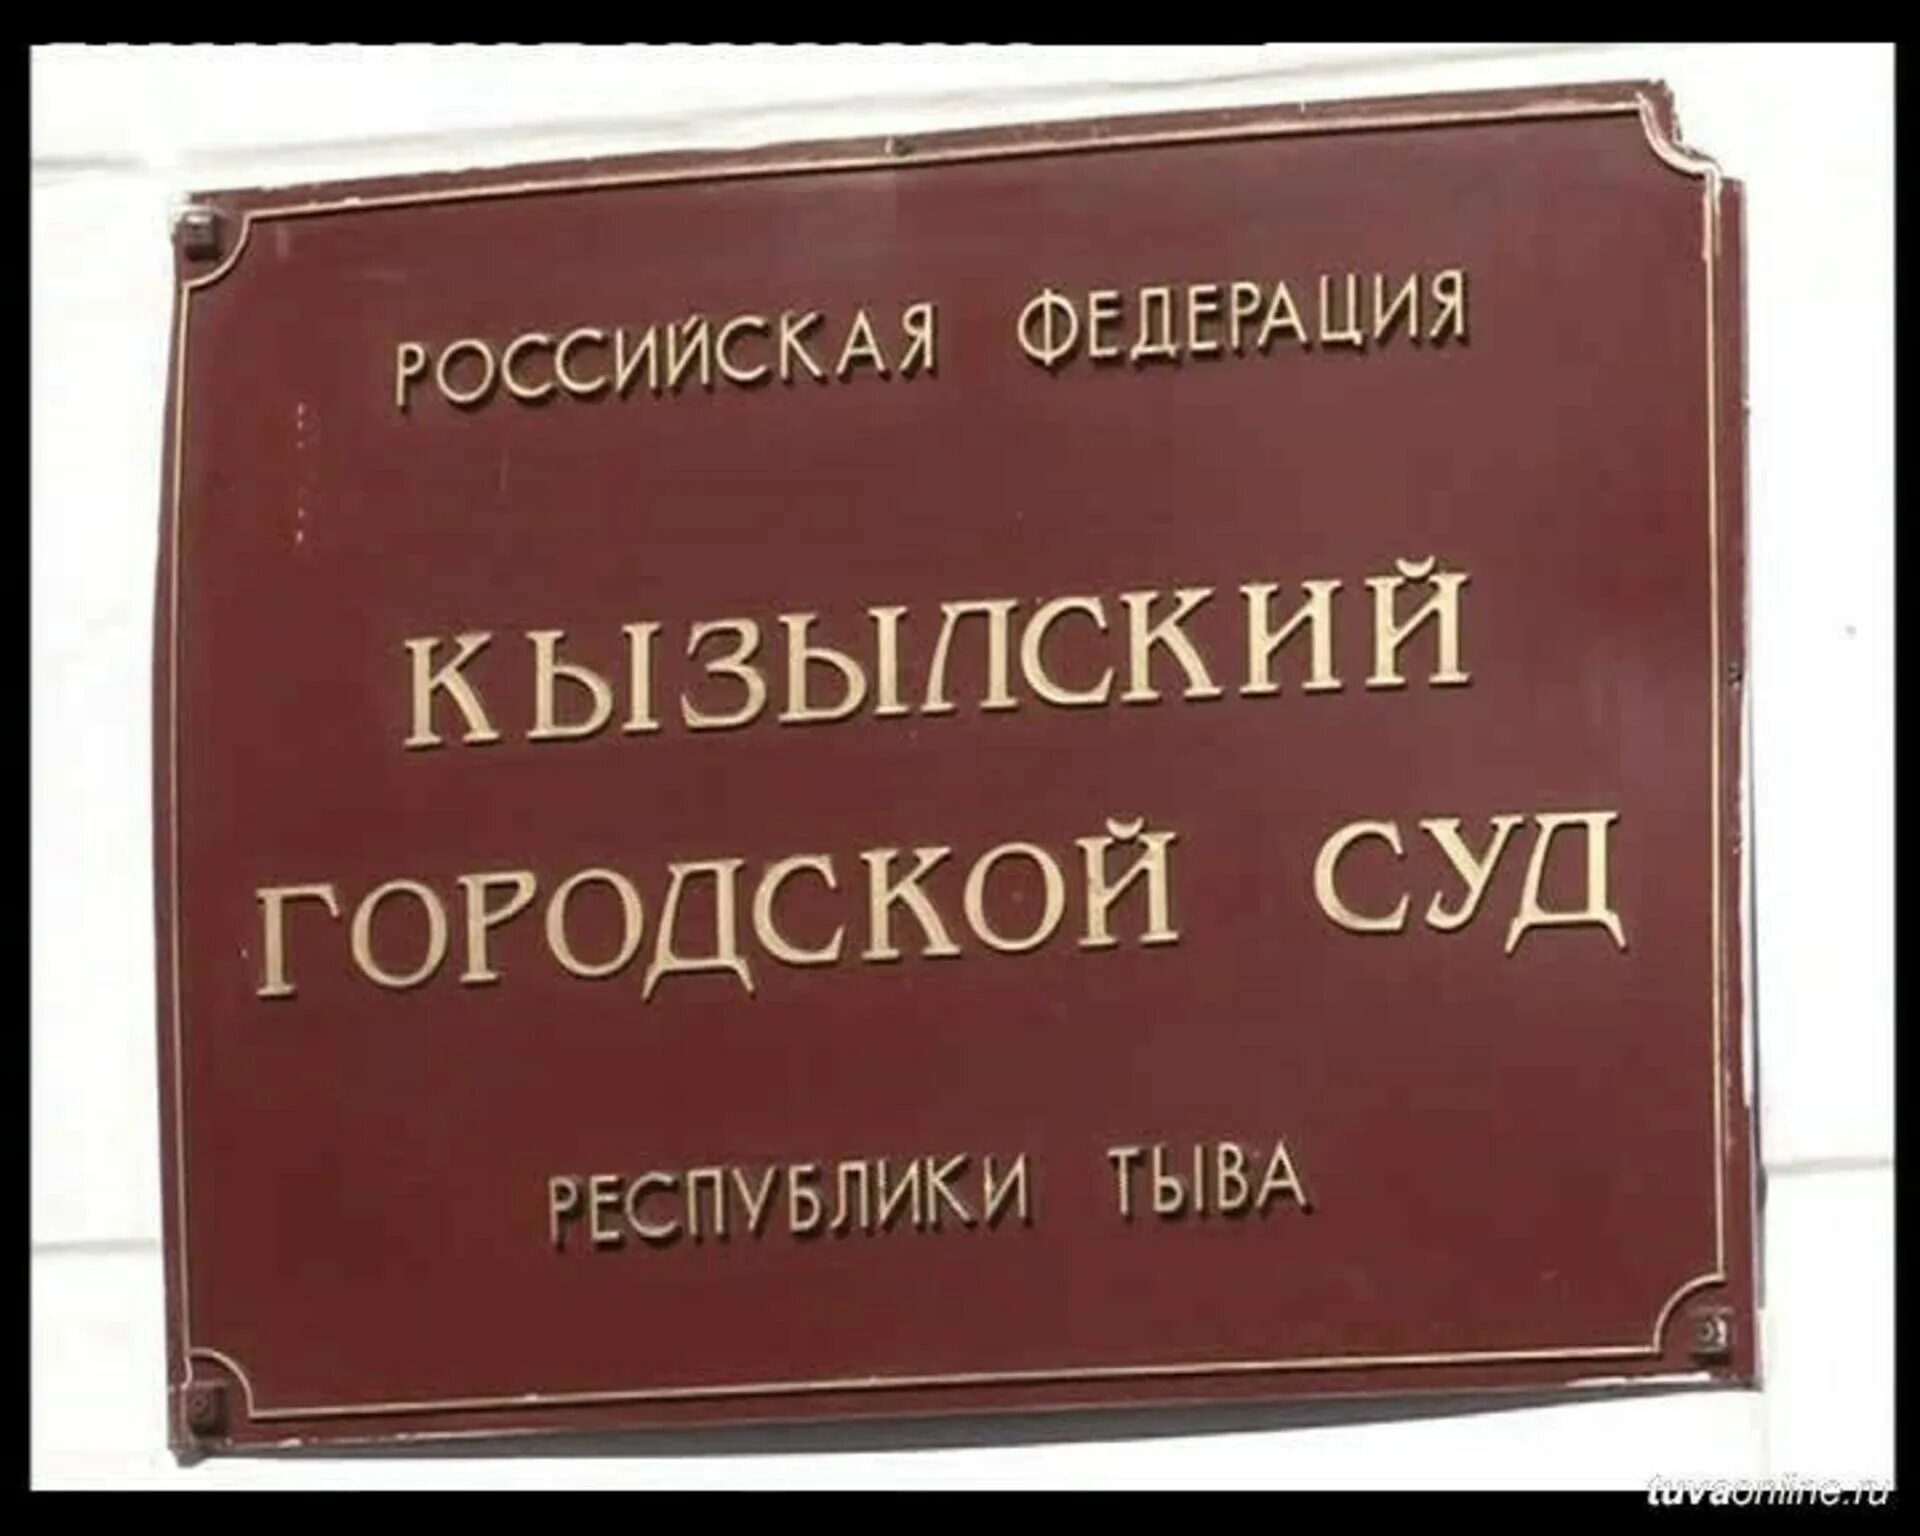 РОССИЙСКАЯ ФЕДЕРАЦИЯ
КЫЗЫЛСКИЙ
ГОРОДСКОЙ СУД
РЕСПУБЛИКИ ТЫВА
tuvaonline.ru